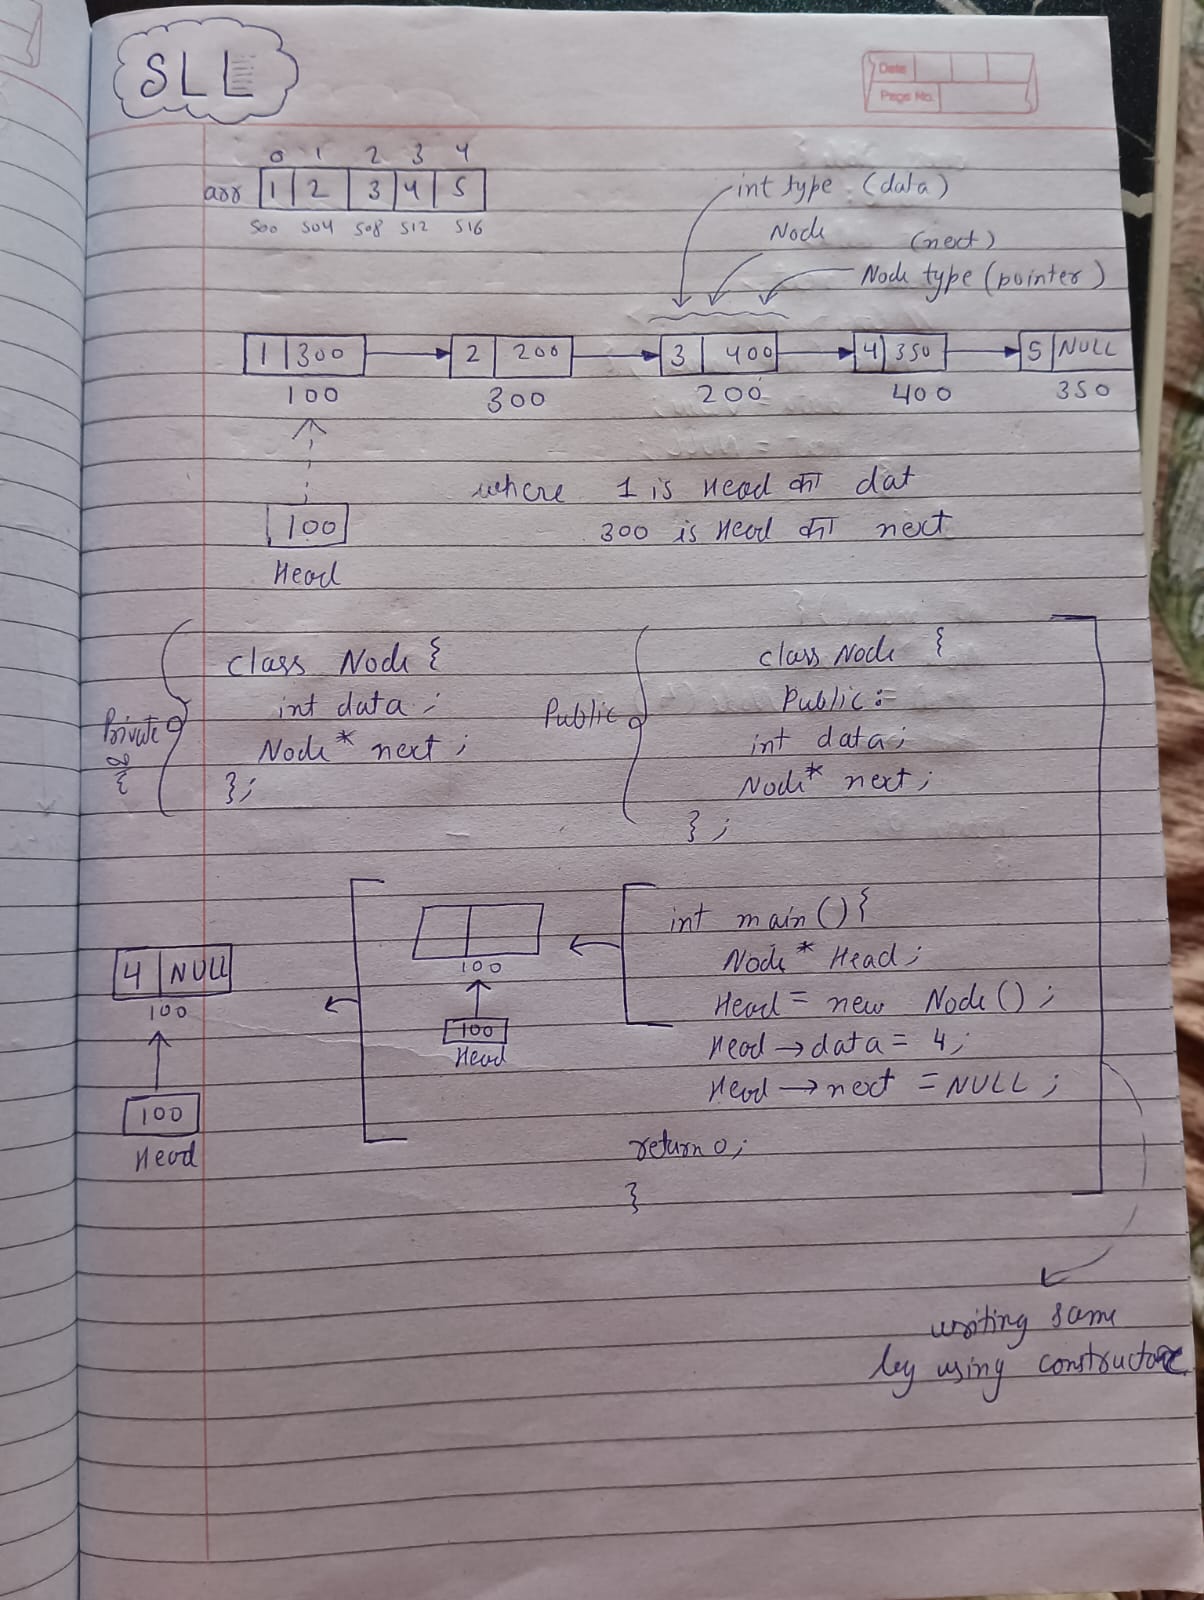 SLL
Date
Page No.
0 1 2 3 4
arr 1 2 3 4 5
500 504 508 512 516
int type (data)
Node
(next)
Node type (pointer)
1 300 2 200 3 400 4 350 5 NULL
100 300 200 400 350
where 1 is Head का dat
300 is Head का next
100
Head
Private
class Node {
int data;
Node* next;
};
Public
class Node {
Public:-
int data;
Node* next;
};
4 NULL
100
100
Head
100
100
Head
int main() {
Node* Head;
Head = new Node();
Head → data = 4;
Head → next = NULL;
return 0;
}
writing same
by using constructor